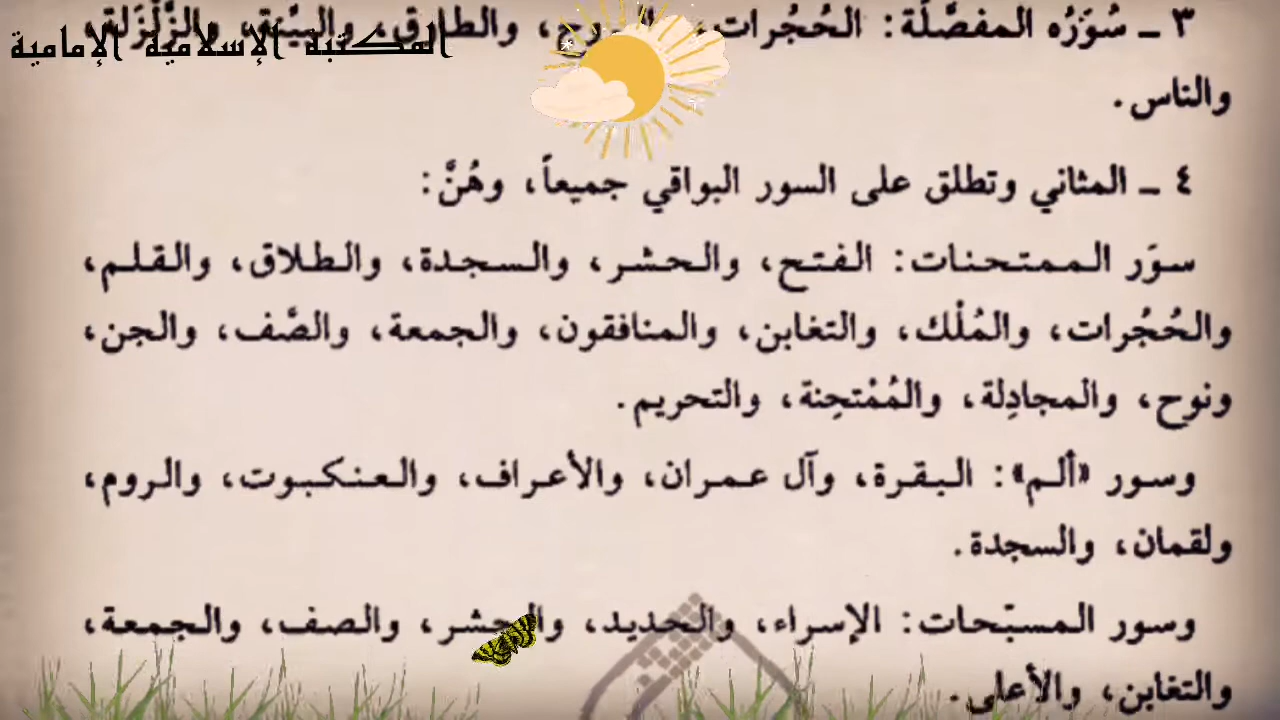 ٣ ـ سُوَرُه المفصَّلَة: الحُجُرات، والطارق، والبيّنة، والزَّلْزَلة،
المكتبة الإسلامية الإمامية
والناس.
٤ ـ المثاني وتطلق على السور البواقي جميعاً، وهُنَّ:
سوَر الممتحنات: الفتح، والحشر، والسجدة، والطلاق، والقلم،
والحُجُرات، والمُلْك، والتغابن، والمنافقون، والجمعة، والصَّف، والجن،
ونوح، والمجادِلة، والمُمْتحِنة، والتحريم.
وسور «ألم»: البقرة، وآل عمران، والأعراف، والعنكبوت، والروم،
ولقمان، والسجدة.
وسور المسبّحات: الإسراء، والحديد، والحشر، والصف، والجمعة،
والتغابن، والأعلى.